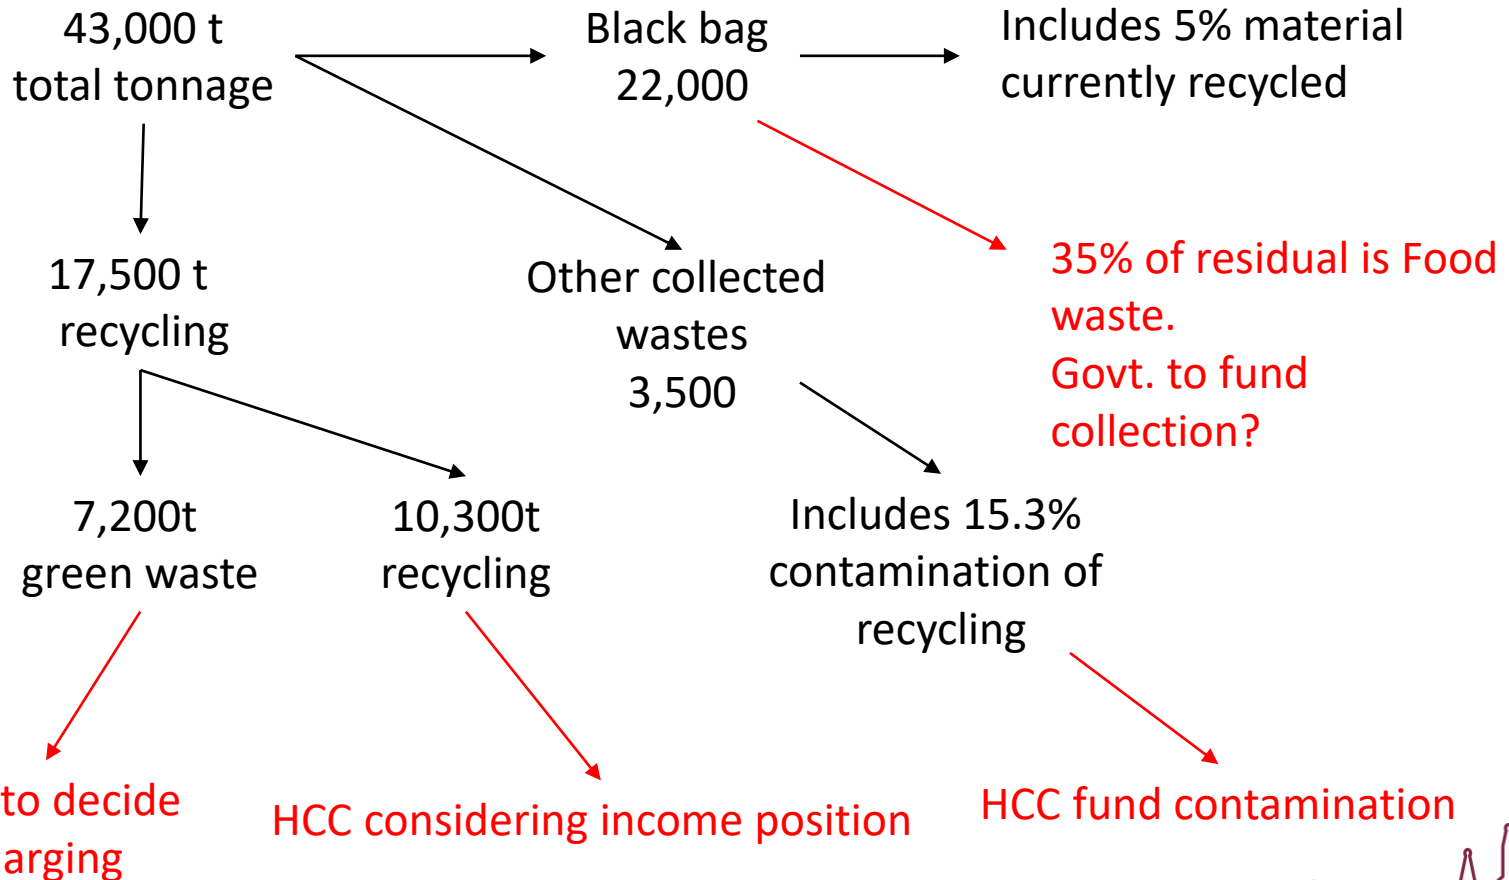 43,000 t
total tonnage
Black bag
22,000
Includes 5% material
currently recycled
17,500 t
recycling
Other collected
wastes
3,500
35% of residual is Food
waste.
Govt. to fund
collection?
7,200t
green waste
10,300t
recycling
Includes 15.3%
contamination of
recycling
to decide
arging
HCC considering income position
HCC fund contamination